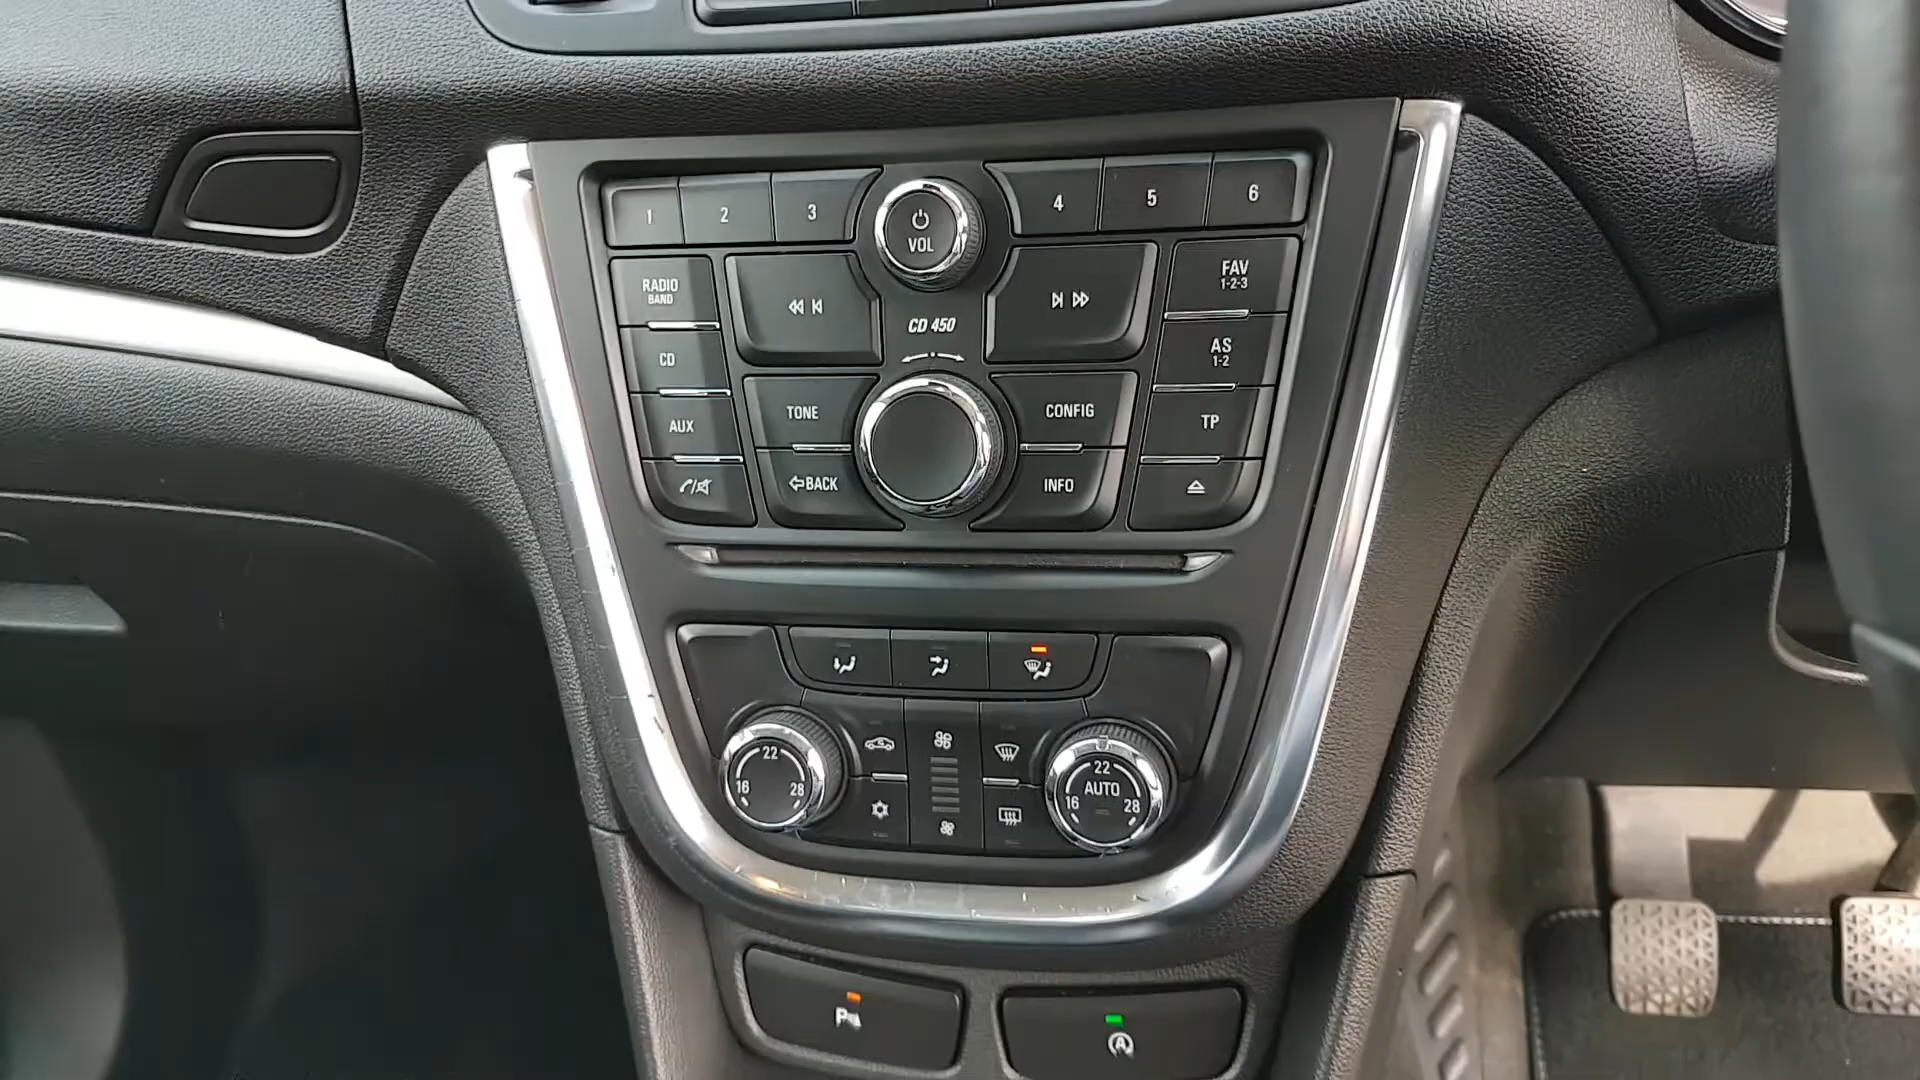 1 2 3 VOL 4 5 6
RADIO
BAND
FAV
1-2-3
CD 450
CD
AS
1-2
TONE CONFIG
AUX
TP
BACK INFO
22
16 28
22
AUTO
16 28
P
A